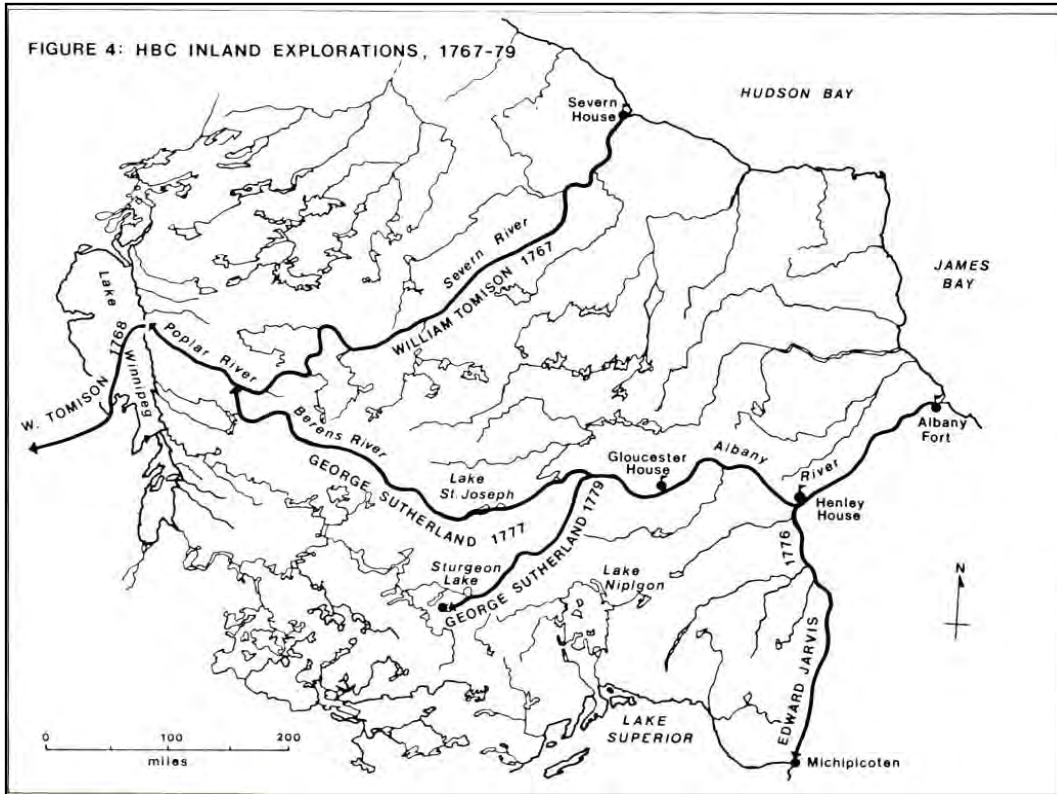 FIGURE 4: HBC INLAND EXPLORATIONS, 1767-79
HUDSON BAY
Severn
House
JAMES
BAY
Severn River
WILLIAM TOMISON 1767
Lake
Winnipeg
Poplar River
W. TOMISON 1768
Berens River
GEORGE SUTHERLAND 1777
Lake
St. Joseph
Gloucester
House
Albany
River
Albany
Fort
Henley
House
GEORGE SUTHERLAND 1779
Sturgeon
Lake
Lake
Niplgon
1776
EDWARD JARVIS
N
LAKE
SUPERIOR
Michipicoten
0 100 200
miles